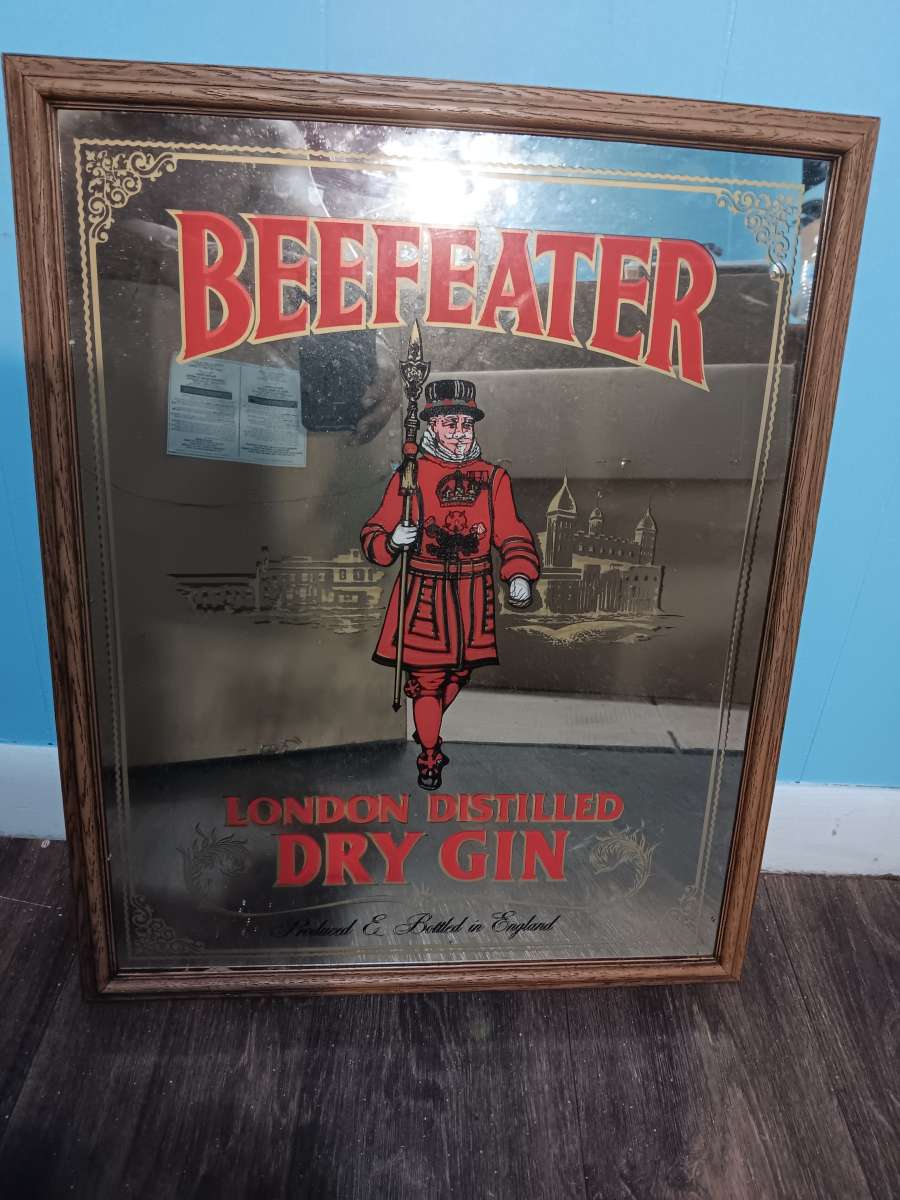 BEEFEATER
LONDON DISTILLED
DRY GIN
Produced & Bottled in England